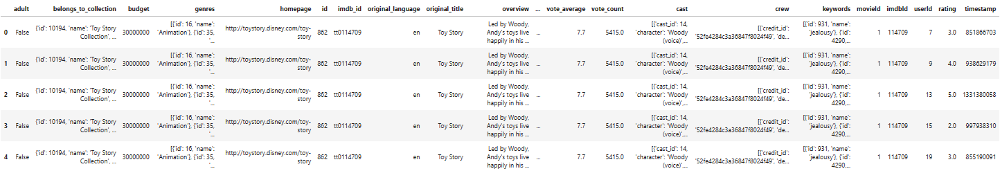 adult belongs_to_collection budget genres homepage id imdb_id original_language original_title overview ... vote_average vote_count cast crew keywords movieId imdbId userId rating timestamp
[{'id': 16, 'name': Led by Woody, [{'cast_id': 14, [{'id': 931, 'name':
{'id': 10194, 'name': 'Toy Story http://toystory.disney.com/toy- [{'credit_id':
0 False 30000000 'Animation'}, {'id': 35, 862 tt0114709 en Toy Story Andy's toys live ... 7.7 5415.0 'character': 'Woody 'jealousy'}, {'id': 1 114709 7 3.0 851866703
Collection', ... story '52fe4284c3a36847f8024f49', 'de...
'... happily in his ... (voice)',... 4290,...
[{'id': 16, 'name': Led by Woody, [{'cast_id': 14, [{'id': 931, 'name':
{'id': 10194, 'name': 'Toy Story http://toystory.disney.com/toy- [{'credit_id':
1 False 30000000 'Animation'}, {'id': 35, 862 tt0114709 en Toy Story Andy's toys live ... 7.7 5415.0 'character': 'Woody 'jealousy'}, {'id': 1 114709 9 4.0 938629179
Collection', ... story '52fe4284c3a36847f8024f49', 'de...
'... happily in his ... (voice)',... 4290,...
[{'id': 16, 'name': Led by Woody, [{'cast_id': 14, [{'id': 931, 'name':
{'id': 10194, 'name': 'Toy Story http://toystory.disney.com/toy- [{'credit_id':
2 False 30000000 'Animation'}, {'id': 35, 862 tt0114709 en Toy Story Andy's toys live ... 7.7 5415.0 'character': 'Woody 'jealousy'}, {'id': 1 114709 13 5.0 1331380058
Collection', ... story '52fe4284c3a36847f8024f49', 'de...
'... happily in his ... (voice)',... 4290,...
[{'id': 16, 'name': Led by Woody, [{'cast_id': 14, [{'id': 931, 'name':
{'id': 10194, 'name': 'Toy Story http://toystory.disney.com/toy- [{'credit_id':
3 False 30000000 'Animation'}, {'id': 35, 862 tt0114709 en Toy Story Andy's toys live ... 7.7 5415.0 'character': 'Woody 'jealousy'}, {'id': 1 114709 15 2.0 997938310
Collection', ... story '52fe4284c3a36847f8024f49', 'de...
'... happily in his ... (voice)',... 4290,...
[{'id': 16, 'name': Led by Woody, [{'cast_id': 14, [{'id': 931, 'name':
{'id': 10194, 'name': 'Toy Story http://toystory.disney.com/toy- [{'credit_id':
4 False 30000000 'Animation'}, {'id': 35, 862 tt0114709 en Toy Story Andy's toys live ... 7.7 5415.0 'character': 'Woody 'jealousy'}, {'id': 1 114709 19 3.0 855190091
Collection', ... story '52fe4284c3a36847f8024f49', 'de...
'... happily in his ... (voice)',... 4290,...